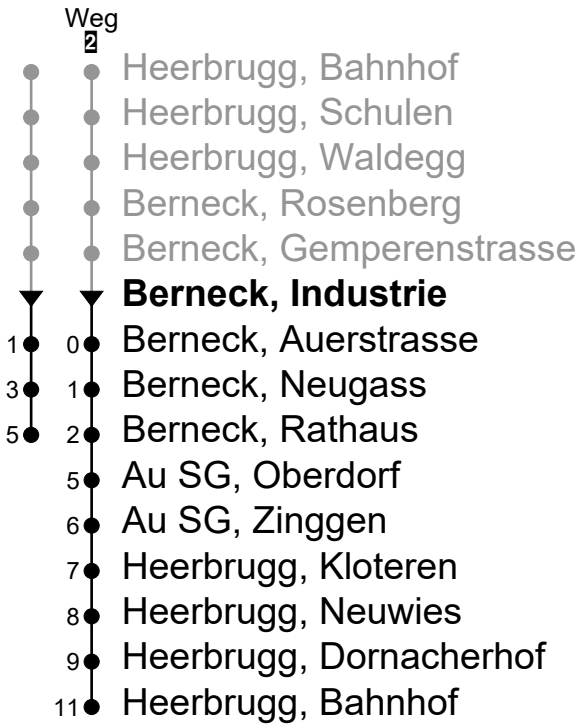 Weg
2
Heerbrugg, Bahnhof
Heerbrugg, Schulen
Heerbrugg, Waldegg
Berneck, Rosenberg
Berneck, Gemperenstrasse
Berneck, Industrie
1 0 Berneck, Auerstrasse
3 1 Berneck, Neugass
5 2 Berneck, Rathaus
5 Au SG, Oberdorf
6 Au SG, Zinggen
7 Heerbrugg, Kloteren
8 Heerbrugg, Neuwies
9 Heerbrugg, Dornacherhof
11 Heerbrugg, Bahnhof